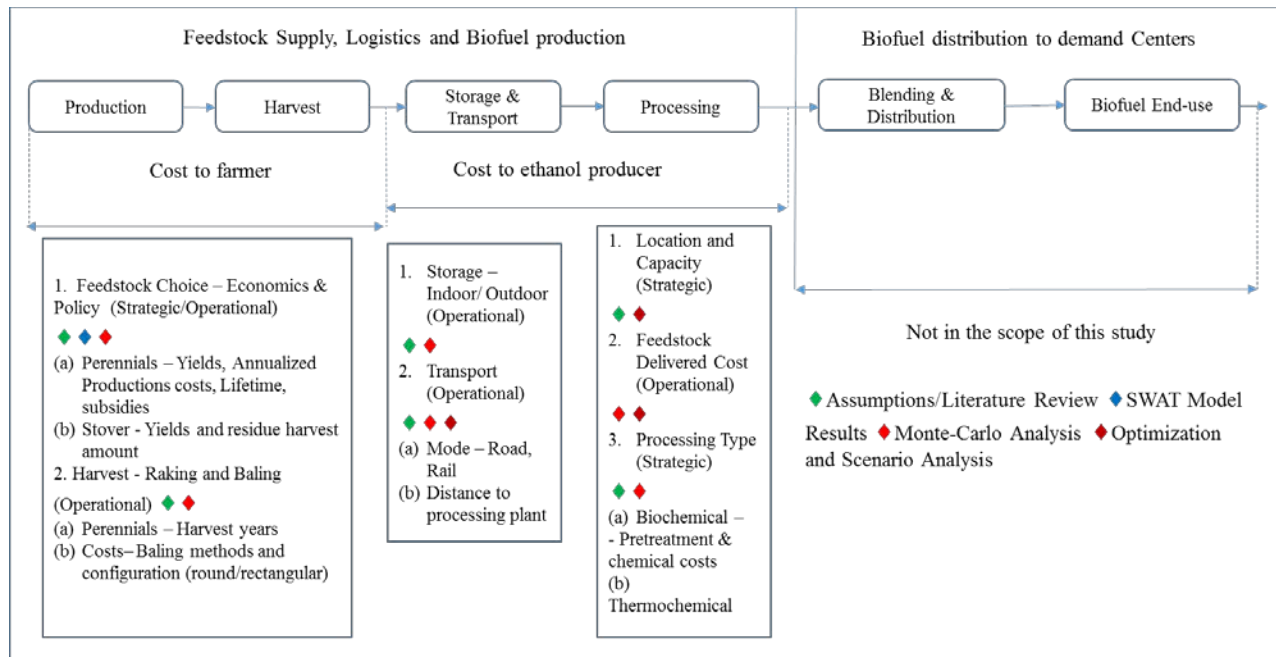 Feedstock Supply, Logistics and Biofuel production
Biofuel distribution to demand Centers
Production
Harvest
Storage &
Transport
Processing
Blending &
Distribution
Biofuel End-use
Cost to farmer
Cost to ethanol producer
1. Feedstock Choice – Economics &
Policy (Strategic/Operational)
(a) Perennials – Yields, Annualized
Productions costs, Lifetime,
subsidies
(b) Stover - Yields and residue harvest
amount
2. Harvest - Raking and Baling
(Operational)
(a) Perennials – Harvest years
(b) Costs– Baling methods and
configuration (round/rectangular)
1. Storage –
Indoor/ Outdoor
(Operational)
2. Transport
(Operational)
(a) Mode – Road,
Rail
(b) Distance to
processing plant
1. Location and
Capacity
(Strategic)
2. Feedstock
Delivered Cost
(Operational)
3. Processing Type
(Strategic)
(a) Biochemical –
- Pretreatment &
chemical costs
(b)
Thermochemical
Not in the scope of this study
Assumptions/Literature Review SWAT Model
Results Monte-Carlo Analysis Optimization
and Scenario Analysis